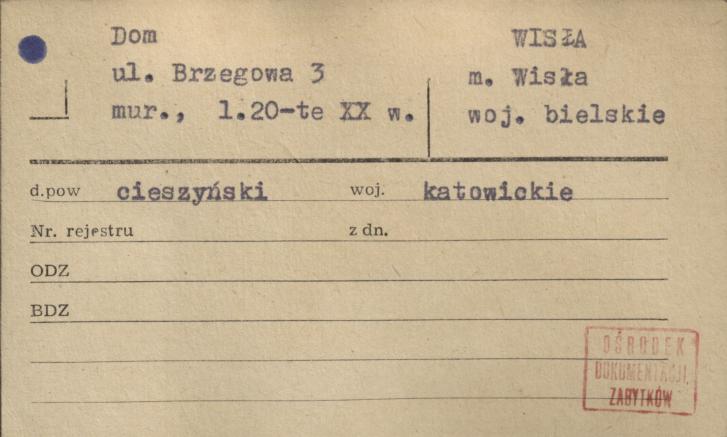 Dom
ul. Brzegowa 3
mur., l.20-te XX w.
WISŁA
m. Wisła
woj. bielskie
d.pow cieszyński woj. katowickie
Nr. rejestru z dn.
ODZ
BDZ
OŚRODEK
DOKUMENTACJI
ZABYTKÓW